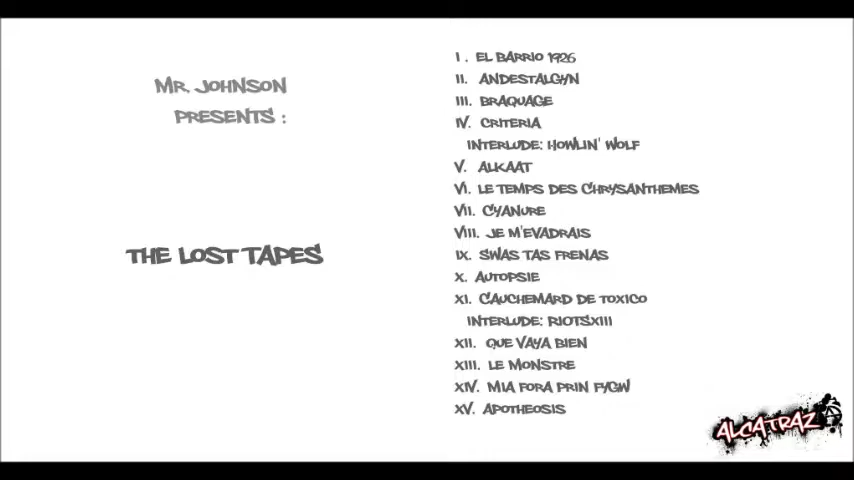 MR. JOHNSON
PRESENTS :
THE LOST TAPES
I . EL BARRIO 1926
II. ANDESTALGYN
III. BRAQUAGE
IV. CRITERIA
INTERLUDE: HOWLIN' WOLF
V. ALKAAT
VI. LE TEMPS DES CHRYSANTHEMES
VII. CYANURE
VIII. JE M'EVADRAIS
IX. SWAS TAS FRENAS
X. AUTOPSIE
XI. CAUCHEMARD DE TOXICO
INTERLUDE: RIOTSXIII
XII. QUE VAYA BIEN
XIII. LE MONSTRE
XIV. MIA FORA PRIN FYGW
XV. APOTHEOSIS
ALCATRAZ